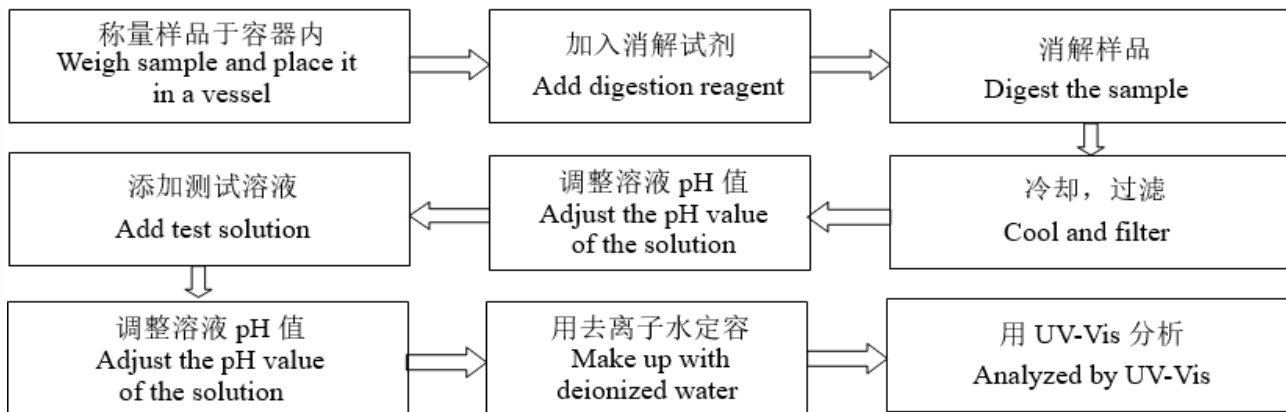 称量样品于容器内
Weigh sample and place it
in a vessel
加入消解试剂
Add digestion reagent
消解样品
Digest the sample
冷却，过滤
Cool and filter
调整溶液 pH 值
Adjust the pH value
of the solution
添加测试溶液
Add test solution
调整溶液 pH 值
Adjust the pH value
of the solution
用去离子水定容
Make up with
deionized water
用 UV-Vis 分析
Analyzed by UV-Vis